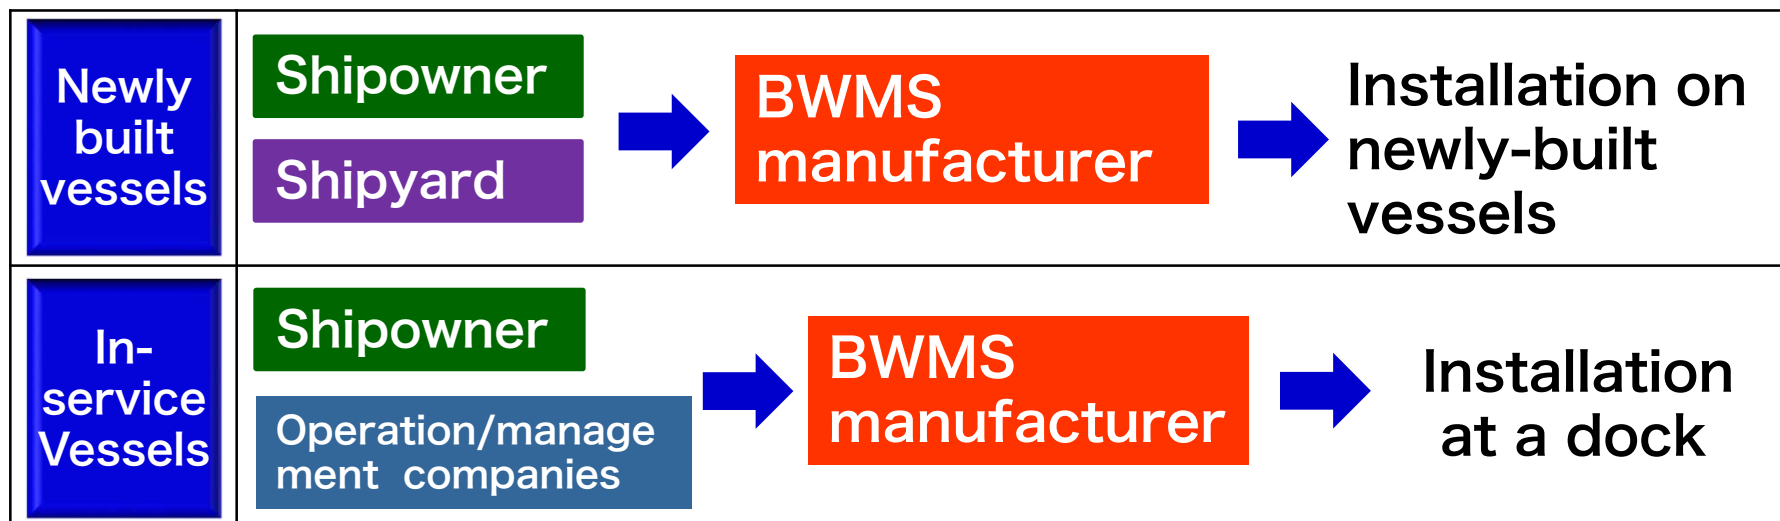 Newly
built
vessels
Shipowner
Shipyard
BWMS
manufacturer
Installation on
newly-built
vessels
In-
service
Vessels
Shipowner
Operation/manage
ment companies
BWMS
manufacturer
Installation
at a dock